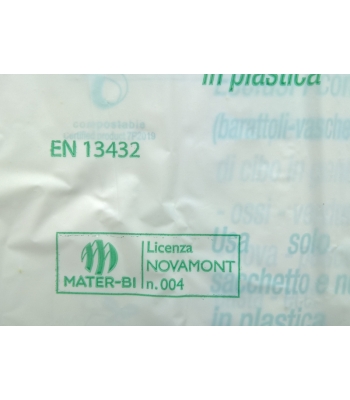 in plastica
(barattoli-vasche
di cibo
EN 13432
ossi - ve
Usa solo
sacchetto e n
in plastica
MATER-BI
Licenza
NOVAMONT
n. 004